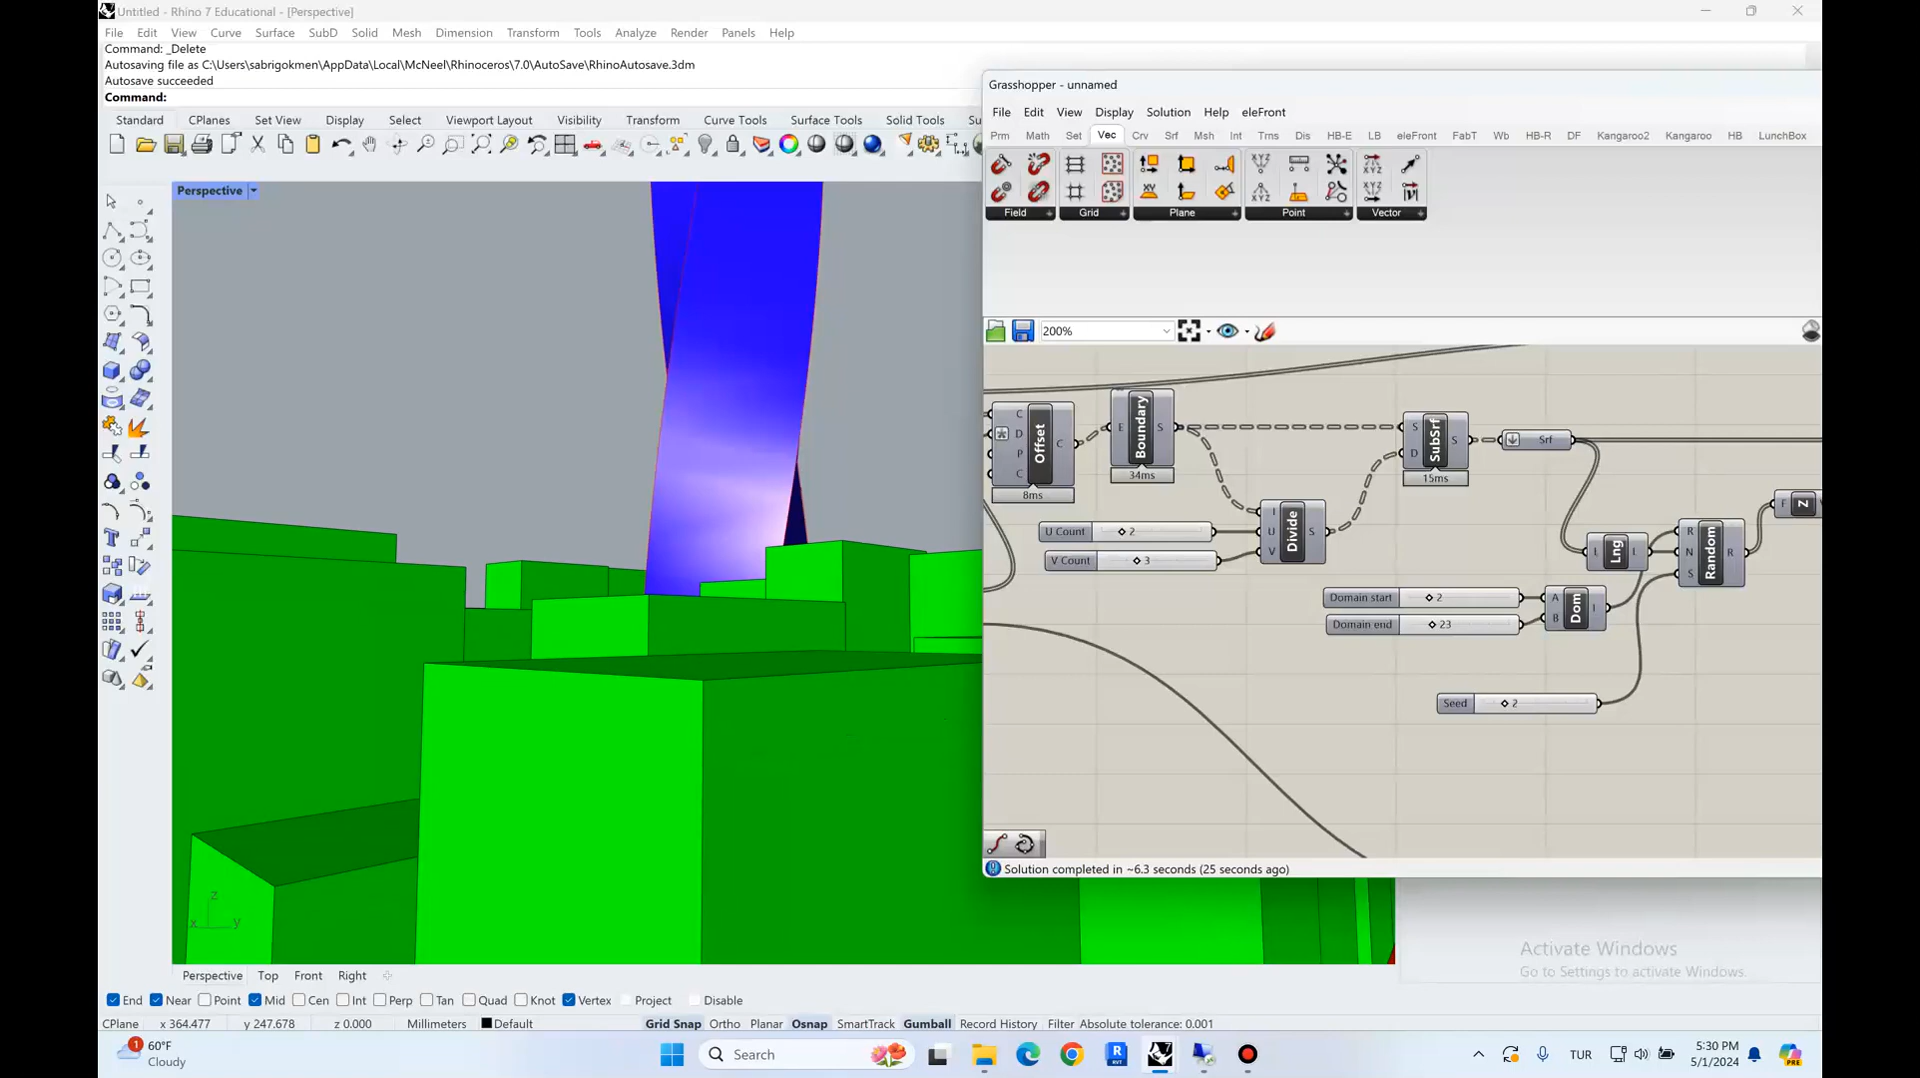 Untitled - Rhino 7 Educational - [Perspective]
File Edit View Curve Surface SubD Solid Mesh Dimension Transform Tools Analyze Render Panels Help
Command: _Delete
Autosaving file as C:\Users\sabrigokmen\AppData\Local\McNeel\Rhinoceros\7.0\AutoSave\RhinoAutosave.3dm
Autosave succeeded
Command:
Standard CPlanes Set View Display Select Viewport Layout Visibility Transform Curve Tools Surface Tools Solid Tools Su
Perspective
Grasshopper - unnamed
File Edit View Display Solution Help eleFront
Prm Math Set Vec Crv Srf Msh Int Trns Dis HB-E LB eleFront FabT Wb HB-R DF Kangaroo2 Kangaroo HB LunchBox
Field Grid Plane Point Vector
200%
C D P C Offset C
8ms
E Boundary S
34ms
S D SubSrf S
15ms
Srf
U Count 2
V Count 3
I U V Divide S
L Lng L
R N S Random R
F Z
Domain start 2
Domain end 23
A B Dom I
Seed 2
Solution completed in ~6.3 seconds (25 seconds ago)
z
x y
Activate Windows
Go to Settings to activate Windows.
Perspective Top Front Right
End Near Point Mid Cen Int Perp Tan Quad Knot Vertex Project Disable
CPlane x 364.477 y 247.678 z 0.000 Millimeters Default Grid Snap Ortho Planar Osnap SmartTrack Gumball Record History Filter Absolute tolerance: 0.001
1 60°F
Cloudy
Search
RVT
TUR
5:30 PM
5/1/2024
PRE